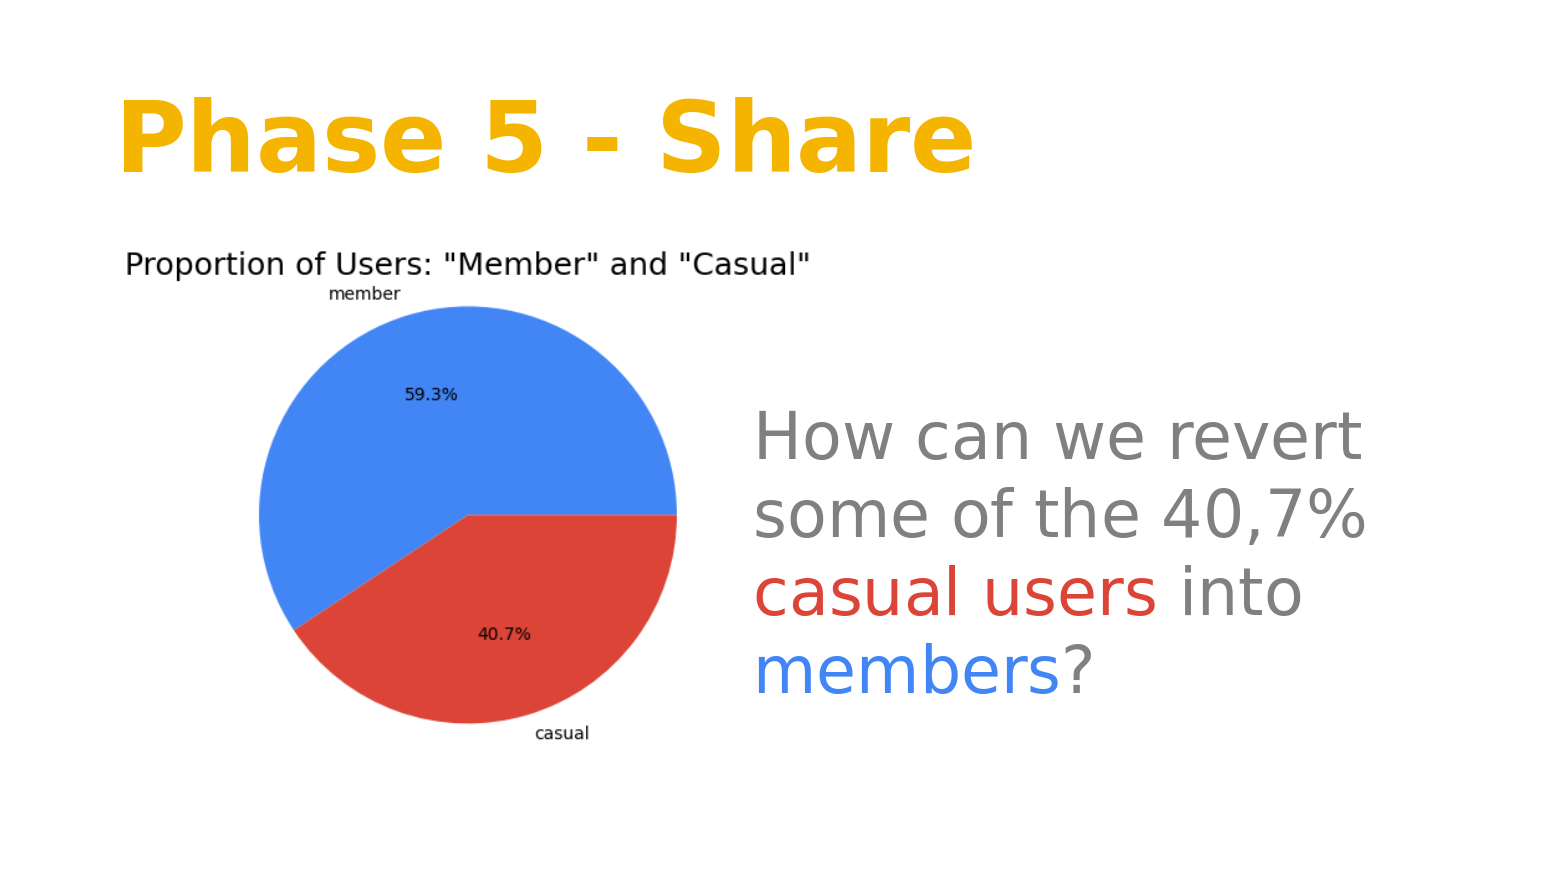 Phase 5 - Share
Proportion of Users: "Member" and "Casual"
member
59.3%
40.7%
casual
How can we revert
some of the 40,7%
casual users into
members?